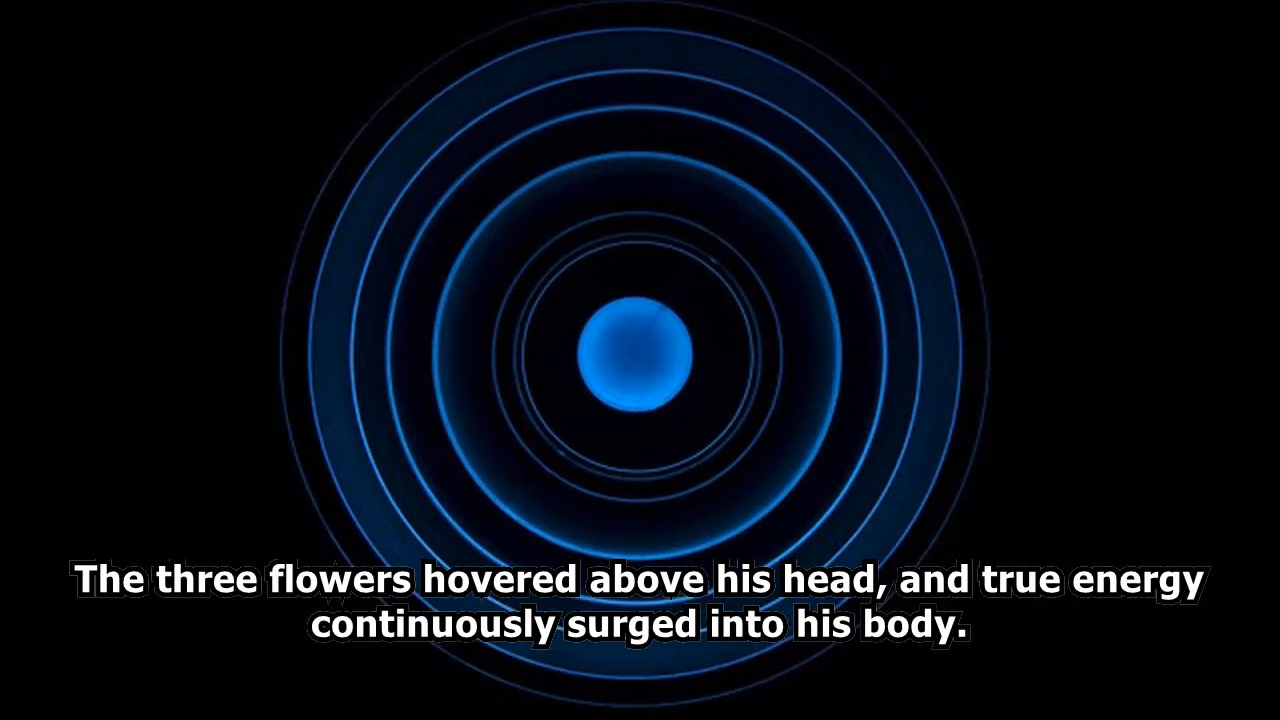 The three flowers hovered above his head, and true energy
continuously surged into his body.